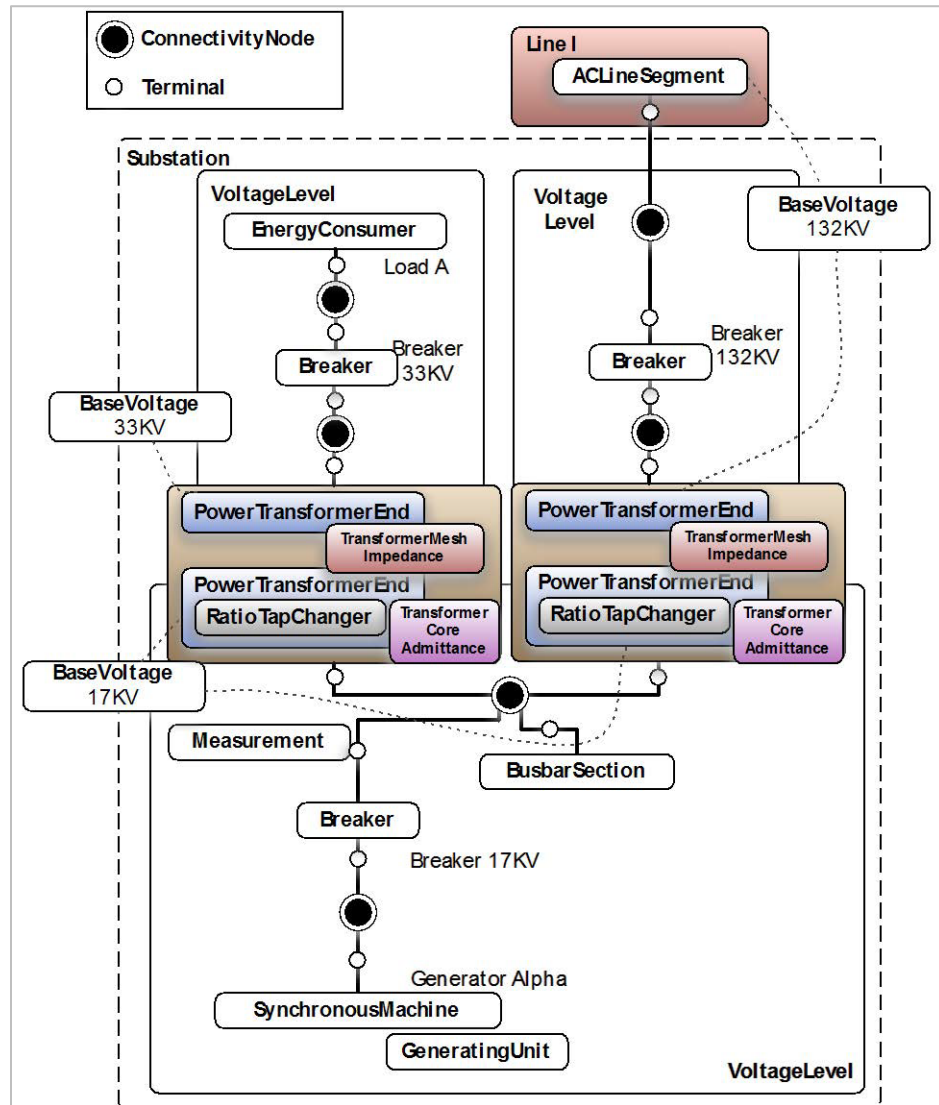 ConnectivityNode
Terminal
Line I
ACLineSegment
Substation
VoltageLevel
EnergyConsumer
Load A
Breaker
33KV
Breaker
BaseVoltage
33KV
Voltage
Level
BaseVoltage
132KV
Breaker
132KV
Breaker
PowerTransformerEnd
TransformerMesh
Impedance
PowerTransformerEnd
RatioTapChanger
Transformer
Core
Admittance
PowerTransformerEnd
TransformerMesh
Impedance
PowerTransformerEnd
RatioTapChanger
Transformer
Core
Admittance
BaseVoltage
17KV
Measurement
BusbarSection
Breaker
Breaker 17KV
Generator Alpha
SynchronousMachine
GeneratingUnit
VoltageLevel